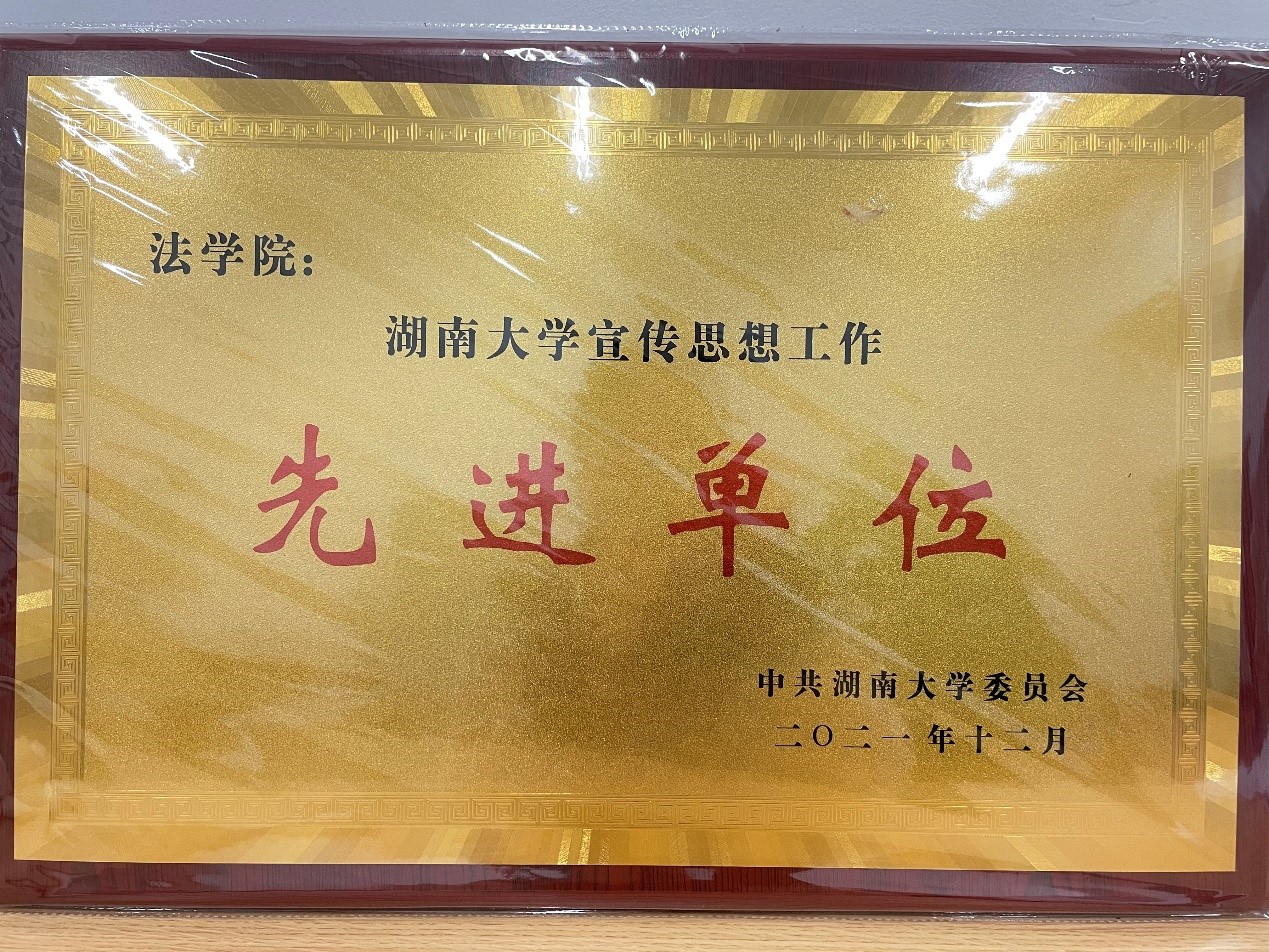 法学院：
湖南大学宣传思想工作
先进单位
中共湖南大学委员会
二〇二一年十二月